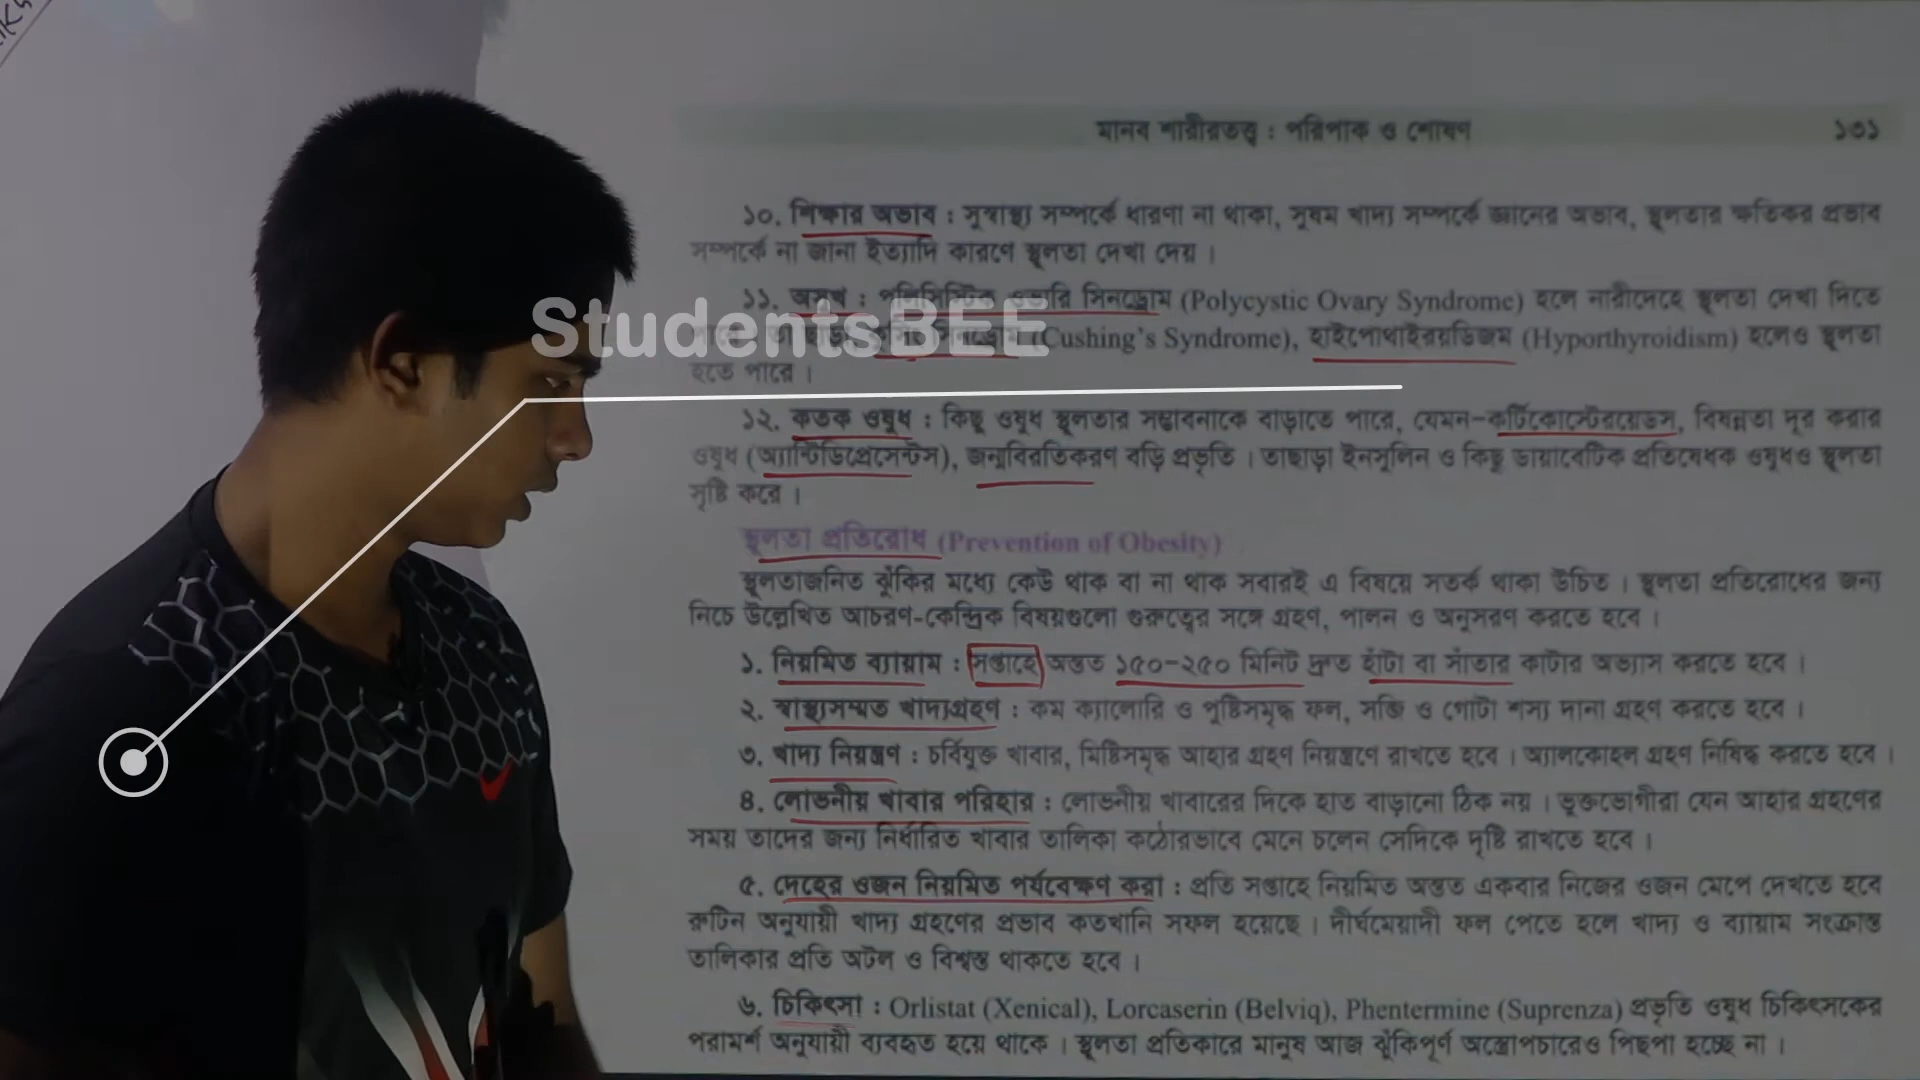 মানব শারীরতত্ত্ব : পরিপাক ও শোষণ ১৩১
১০. শিক্ষার অভাব : সুস্বাস্থ্য সম্পর্কে ধারণা না থাকা, সুষম খাদ্য সম্পর্কে জ্ঞানের অভাব, স্থূলতার ক্ষতিকর প্রভাব
সম্পর্কে না জানা ইত্যাদি কারণে স্থূলতা দেখা দেয় ।
১১. অসুখ : পলিসিস্টিক ওভারি সিনড্রোম (Polycystic Ovary Syndrome) হলে নারীদেহে স্থূলতা দেখা দিতে
StudentsBEE
(Cushing's Syndrome), হাইপোথাইরয়ডিজম (Hyporthyroidism) হলেও স্থূলতা
হতে পারে ।
১২. কতক ওষুধ : কিছু ওষুধ স্থূলতার সম্ভাবনাকে বাড়াতে পারে, যেমন-কর্টিকোস্টেরয়েডস, বিষন্নতা দূর করার
ওষুধ (অ্যান্টিডিপ্রেসেন্টস), জন্মবিরতিকরণ বড়ি প্রভৃতি । তাছাড়া ইনসুলিন ও কিছু ডায়াবেটিক প্রতিষেধক ওষুধও স্থূলতা
সৃষ্টি করে ।
স্থূলতা প্রতিরোধ (Prevention of Obesity)
স্থূলতাজনিত ঝুঁকির মধ্যে কেউ থাক বা না থাক সবারই এ বিষয়ে সতর্ক থাকা উচিত । স্থূলতা প্রতিরোধের জন্য
নিচে উল্লেখিত আচরণ-কেন্দ্রিক বিষয়গুলো গুরুত্বের সঙ্গে গ্রহণ, পালন ও অনুসরণ করতে হবে ।
১. নিয়মিত ব্যায়াম : সপ্তাহে অন্তত ১৫০-২৫০ মিনিট দ্রুত হাঁটা বা সাঁতার কাটার অভ্যাস করতে হবে ।
২. স্বাস্থ্যসম্মত খাদ্যগ্রহণ : কম ক্যালোরি ও পুষ্টিসমৃদ্ধ ফল, সব্জি ও গোটা শস্য দানা গ্রহণ করতে হবে ।
৩. খাদ্য নিয়ন্ত্রণ : চর্বিযুক্ত খাবার, মিষ্টিসমৃদ্ধ আহার গ্রহণ নিয়ন্ত্রণে রাখতে হবে । অ্যালকোহল গ্রহণ নিষিদ্ধ করতে হবে ।
৪. লোভনীয় খাবার পরিহার : লোভনীয় খাবারের দিকে হাত বাড়ানো ঠিক নয় । ভূক্তভোগীরা যেন আহার গ্রহণের
সময় তাদের জন্য নির্ধারিত খাবার তালিকা কঠোরভাবে মেনে চলেন সেদিকে দৃষ্টি রাখতে হবে ।
৫. দেহের ওজন নিয়মিত পর্যবেক্ষণ করা : প্রতি সপ্তাহে নিয়মিত অন্তত একবার নিজের ওজন মেপে দেখতে হবে
রুটিন অনুযায়ী খাদ্য গ্রহণের প্রভাব কতখানি সফল হয়েছে । দীর্ঘমেয়াদী ফল পেতে হলে খাদ্য ও ব্যায়াম সংক্রান্ত
তালিকার প্রতি অটল ও বিশ্বস্ত থাকতে হবে ।
৬. চিকিৎসা : Orlistat (Xenical), Lorcaserin (Belviq), Phentermine (Suprenza) প্রভৃতি ওষুধ চিকিৎসকের
পরামর্শ অনুযায়ী ব্যবহৃত হয়ে থাকে । স্থূলতা প্রতিকারে মানুষ আজ ঝুঁকিপূর্ণ অস্ত্রোপচারেও পিছপা হচ্ছে না ।